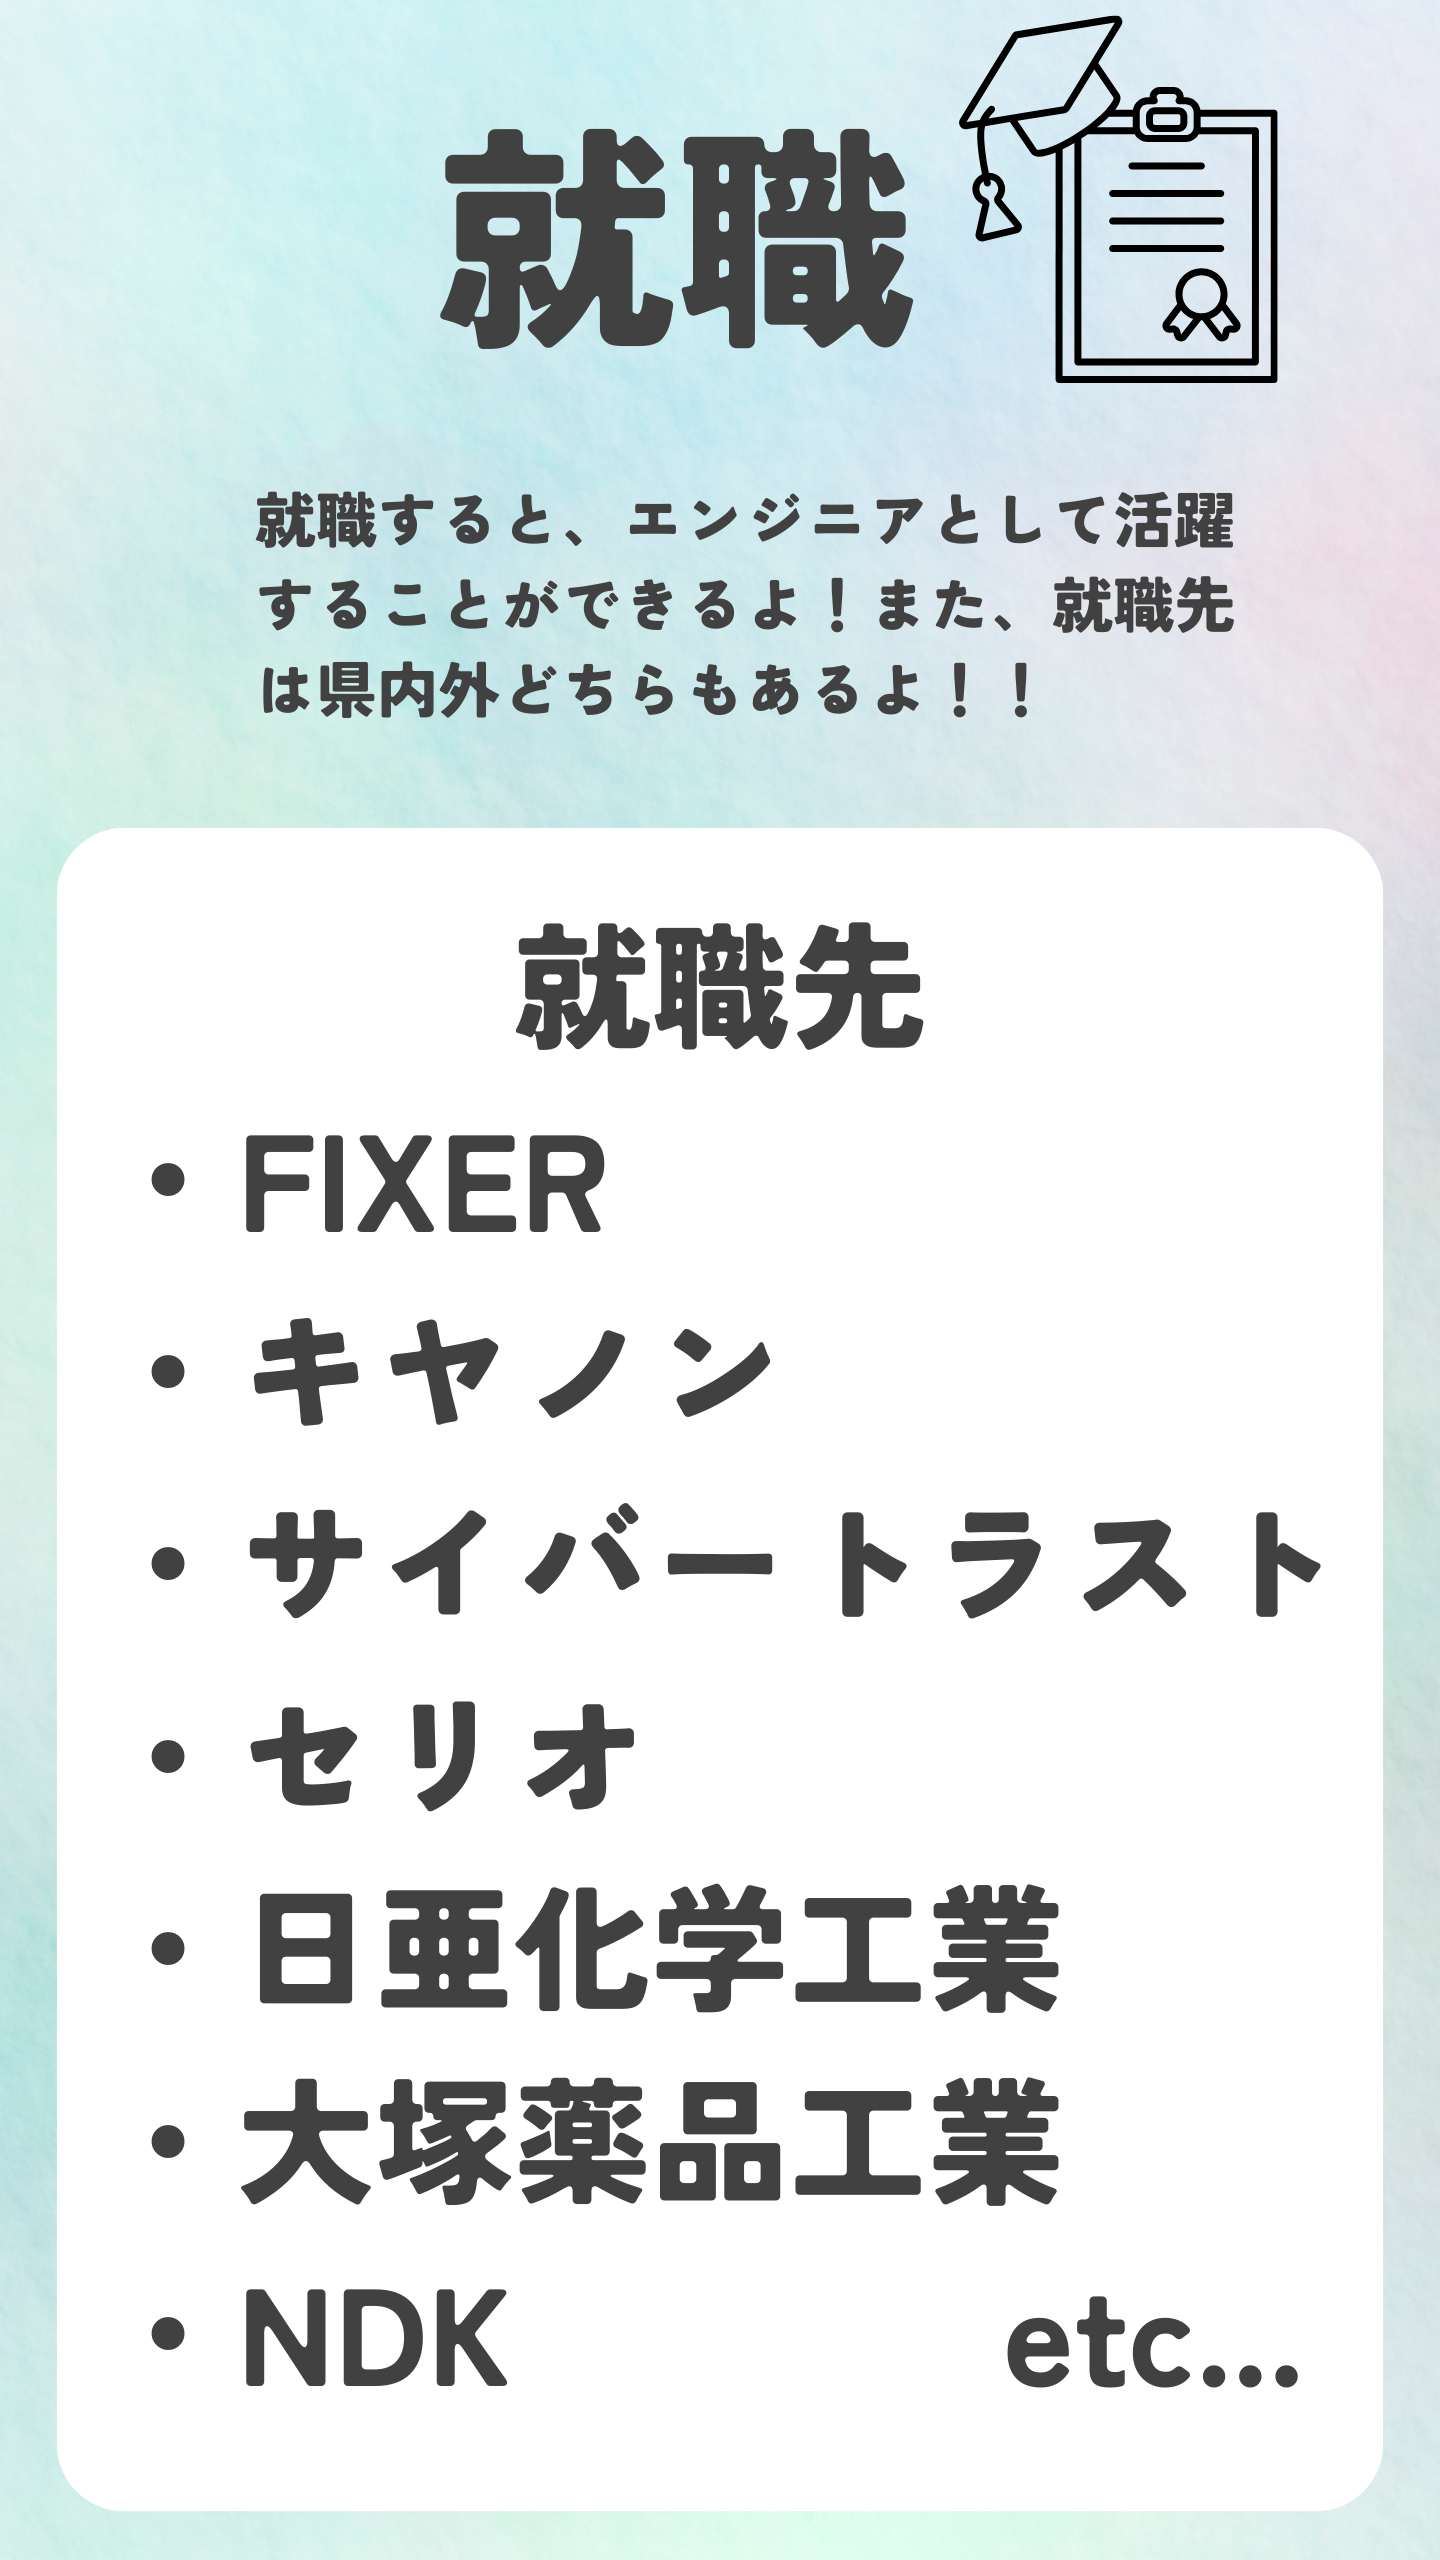 就職
就職すると、エンジニアとして活躍
することができるよ！また、就職先
は県内外どちらもあるよ！！
就職先
• FIXER
• キヤノン
• サイバートラスト
• セリオ
• 日亜化学工業
• 大塚薬品工業
• NDK etc...